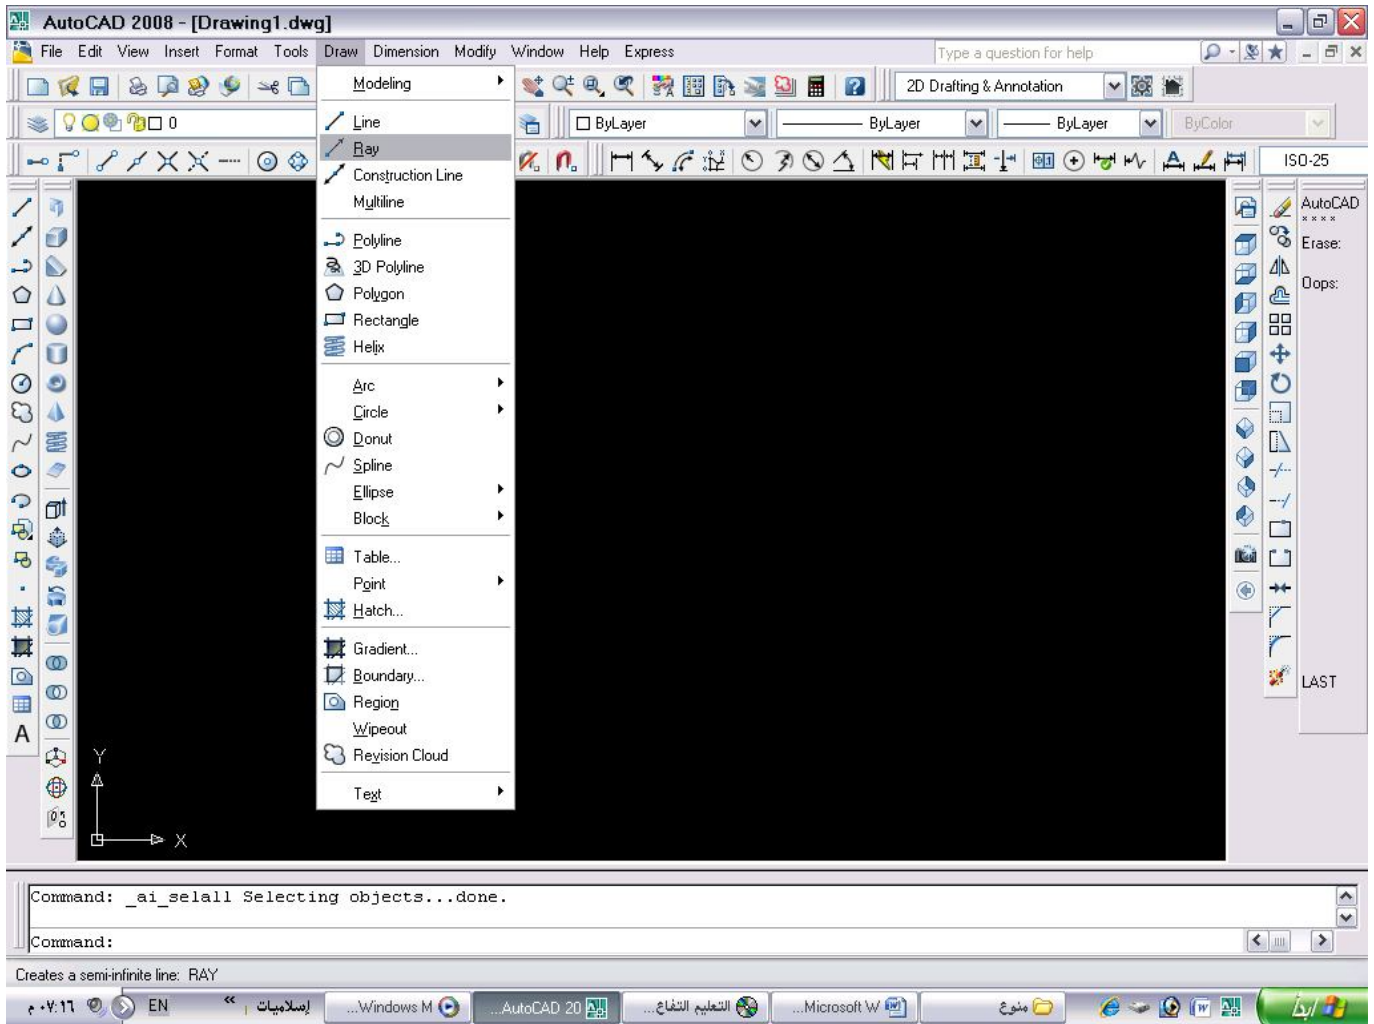 AutoCAD 2008 - [Drawing1.dwg]
File Edit View Insert Format Tools Draw Dimension Modify Window Help Express
Type a question for help
2D Drafting & Annotation
0
ByLayer
ByLayer
ByLayer
ByColor
ISO-25
Modeling
Line
Ray
Construction Line
Multiline
Polyline
3D Polyline
Polygon
Rectangle
Helix
Arc
Circle
Donut
Spline
Ellipse
Block
Table...
Point
Hatch...
Gradient...
Boundary...
Region
Wipeout
Revision Cloud
Text
AutoCAD
* * * *
Erase:
Oops:
LAST
A
Y
X
Command: _ai_selall Selecting objects...done.
Command:
Creates a semi-infinite line: RAY
٠٧:١٦ م
EN
إسلاميات
...Windows M
...AutoCAD 20
التعليم التفاع...
...Microsoft W
منوع
ابدأ